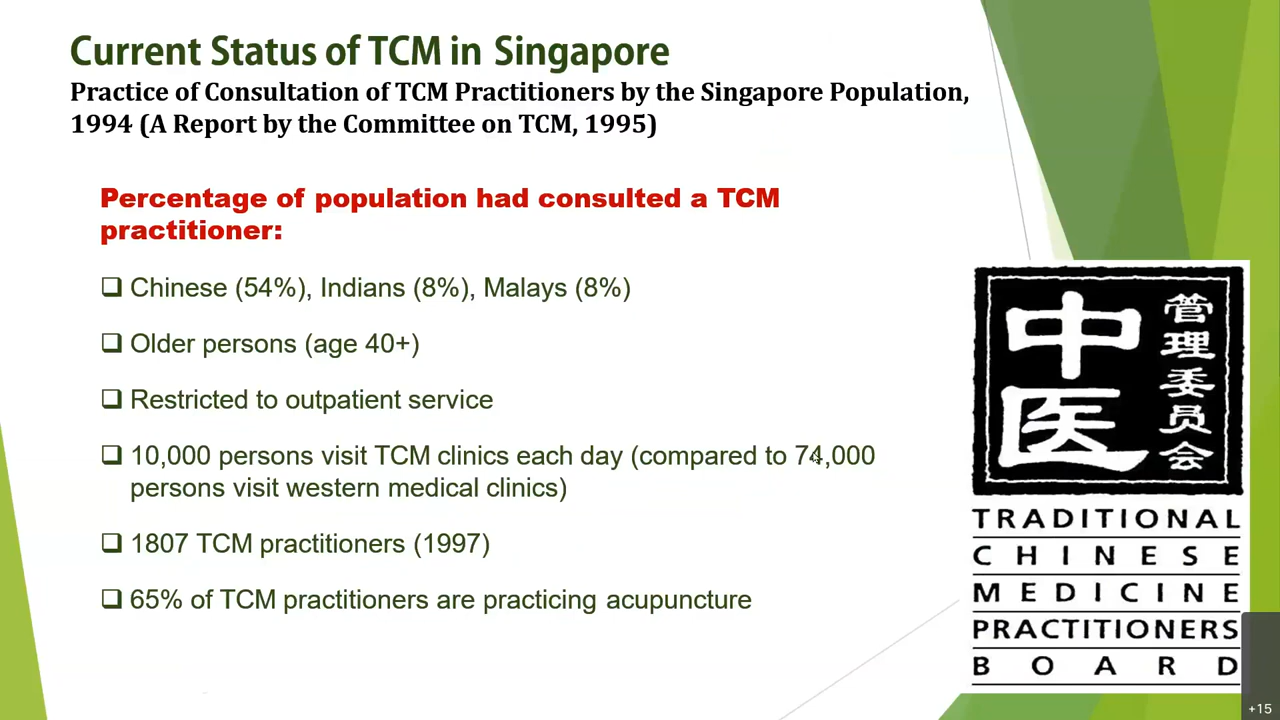 Current Status of TCM in Singapore
Practice of Consultation of TCM Practitioners by the Singapore Population,
1994 (A Report by the Committee on TCM, 1995)
Percentage of population had consulted a TCM
practitioner:
❑ Chinese (54%), Indians (8%), Malays (8%)
❑ Older persons (age 40+)
❑ Restricted to outpatient service
❑ 10,000 persons visit TCM clinics each day (compared to 74,000
persons visit western medical clinics)
❑ 1807 TCM practitioners (1997)
❑ 65% of TCM practitioners are practicing acupuncture
中医
管理委员会
TRADITIONAL
CHINESE
MEDICINE
PRACTITIONERS
BOARD
+15